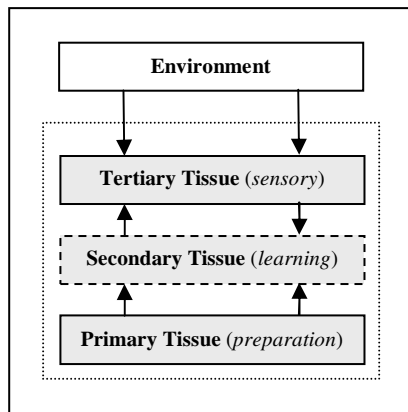 Environment
Tertiary Tissue (sensory)
Secondary Tissue (learning)
Primary Tissue (preparation)